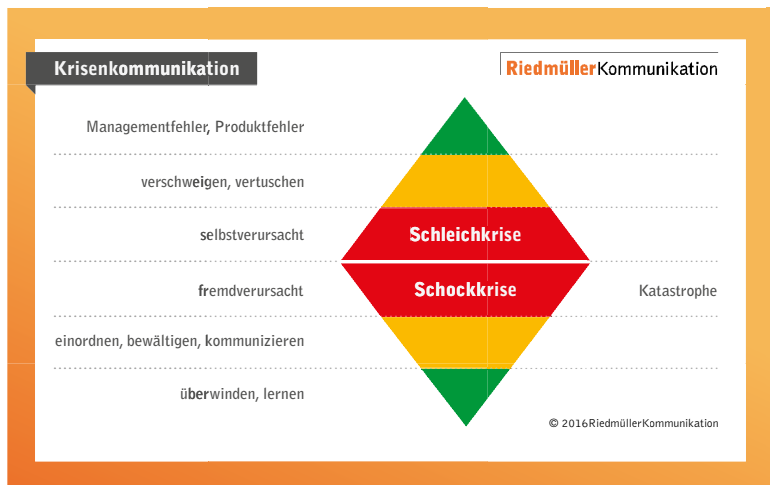 Krisenkommunikation
RiedmüllerKommunikation
Managementfehler, Produktfehler
verschweigen, vertuschen
selbstverursacht
Schleichkrise
fremdverursacht
Schockkrise
Katastrophe
einordnen, bewältigen, kommunizieren
überwinden, lernen
© 2016RiedmüllerKommunikation